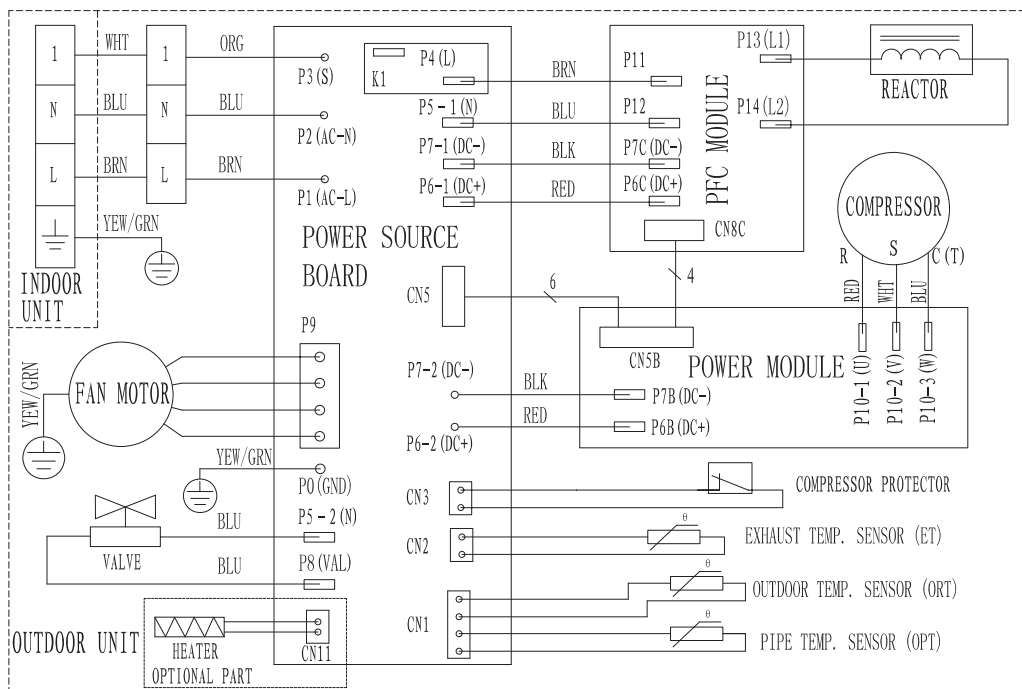 1
WHT
1
ORG
P3(S)
K1
P4(L)
BRN
P11
P13(L1)
REACTOR
N
BLU
N
BLU
P2(AC-N)
P5-1(N)
BLU
P12
P14(L2)
PFC MODULE
P7-1(DC-)
BLK
P7C(DC-)
L
BRN
L
BRN
P1(AC-L)
P6-1(DC+)
RED
P6C(DC+)
YEW/GRN
POWER SOURCE
BOARD
CN8C
COMPRESSOR
R
S
C(T)
INDOOR
UNIT
CN5
6
4
RED
WHT
BLU
P9
CN5B
POWER MODULE
P10-1(U)
P10-2(V)
P10-3(W)
YEW/GRN
FAN MOTOR
P7-2(DC-)
BLK
P7B(DC-)
RED
P6-2(DC+)
P6B(DC+)
YEW/GRN
P0(GND)
CN3
COMPRESSOR PROTECTOR
P5-2(N)
BLU
VALVE
CN2
θ
EXHAUST TEMP. SENSOR (ET)
BLU
P8(VAL)
θ
OUTDOOR TEMP. SENSOR (ORT)
CN1
θ
PIPE TEMP. SENSOR (OPT)
OUTDOOR UNIT
HEATER
CN11
OPTIONAL PART